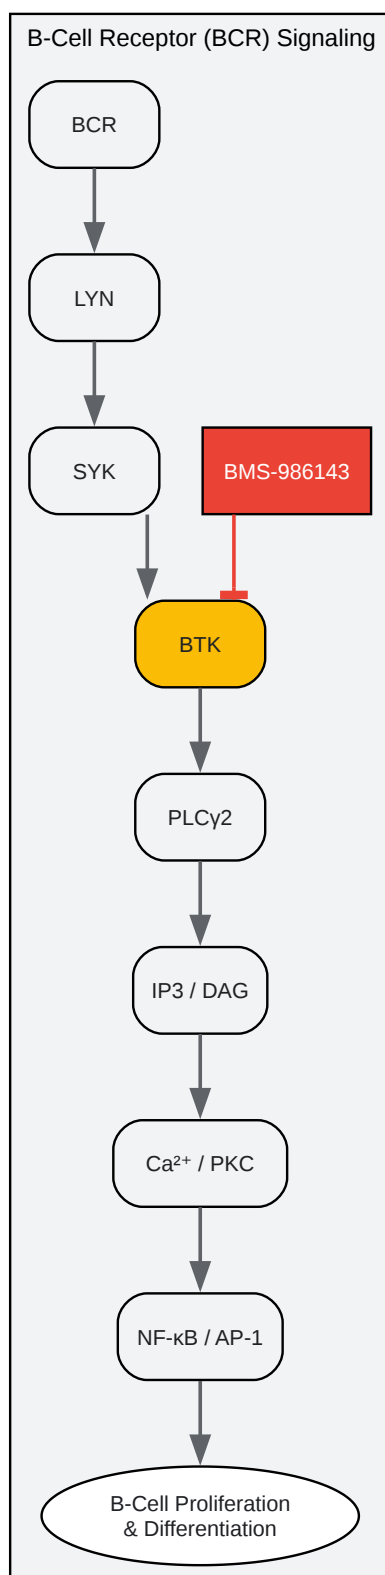 B-Cell Receptor (BCR) Signaling
BCR
LYN
SYK
BMS-986143
BTK
PLCγ2
IP3 / DAG
Ca²⁺ / PKC
NF-κB / AP-1
B-Cell Proliferation
& Differentiation